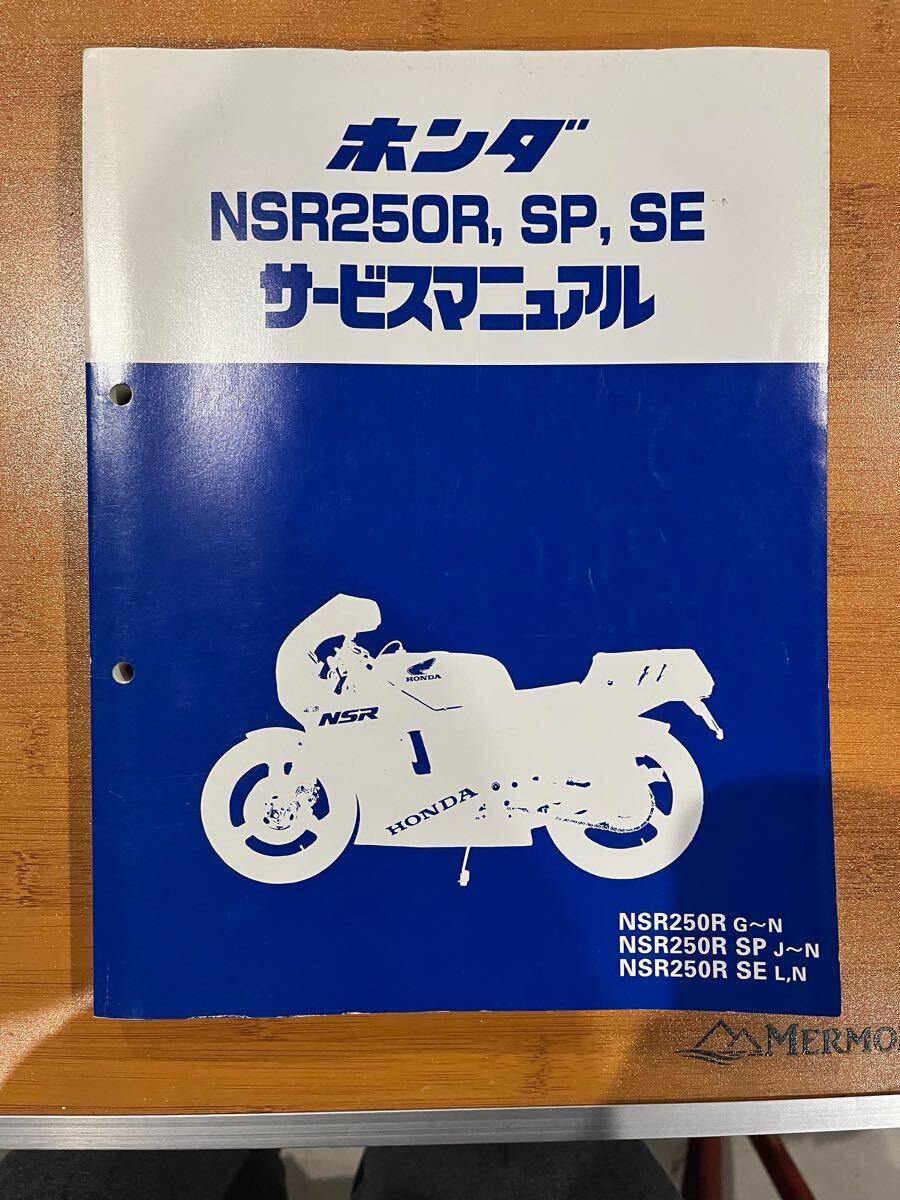 ホンダ
NSR250R, SP, SE
サービスマニュアル
HONDA
NSR
HONDA
NSR250R G～N
NSR250R SP J～N
NSR250R SE L,N